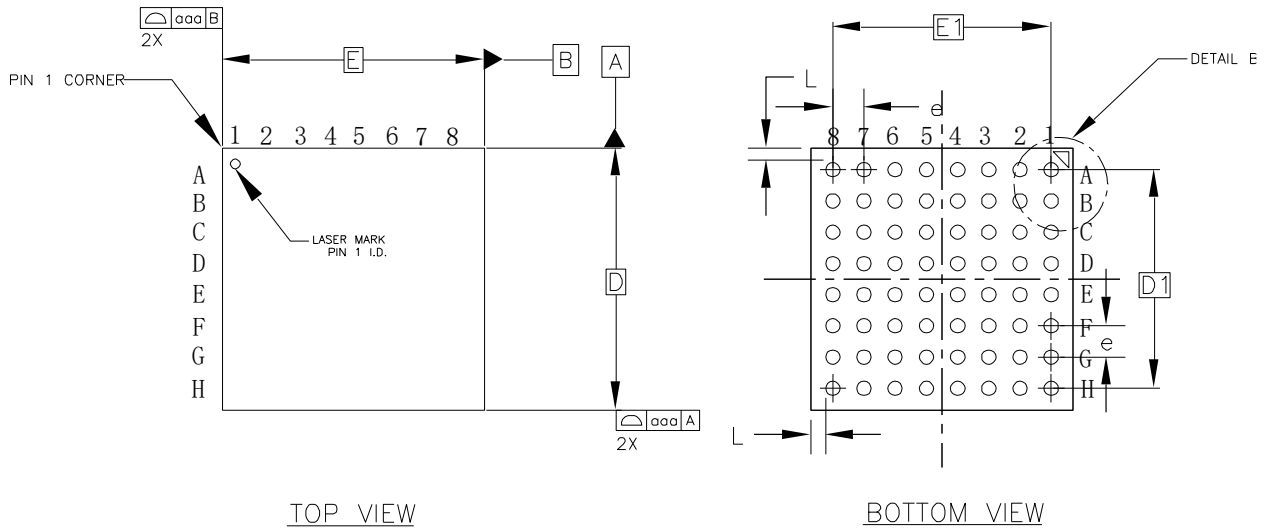 ⌓ aaa B
2X
E
B
A
PIN 1 CORNER
1 2 3 4 5 6 7 8
A
B
C
D
E
F
G
H
LASER MARK
PIN 1 I.D.
D
⌓ aaa A
2X
TOP VIEW
E1
DETAIL B
L
e
8 7 6 5 4 3 2 1
A
B
C
D
E
F
G
H
D1
e
L
BOTTOM VIEW